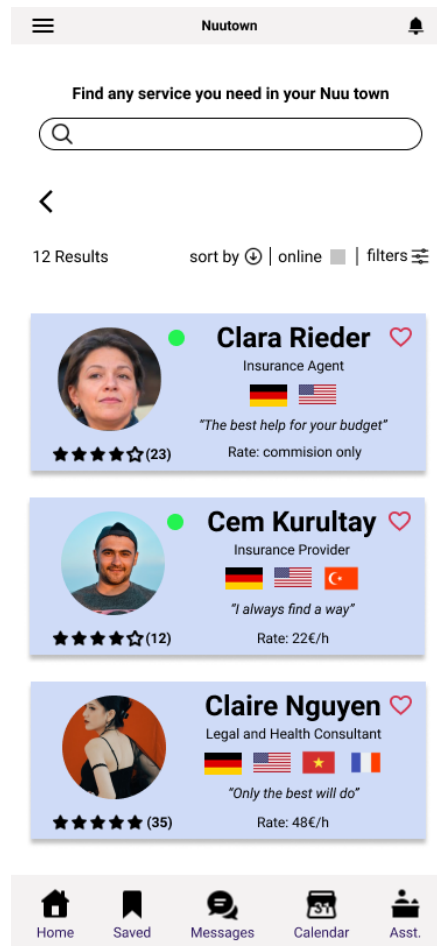 Nuutown
Find any service you need in your Nuu town
12 Results sort by | online | filters
Clara Rieder
Insurance Agent
"The best help for your budget"
(23) Rate: commision only
Cem Kurultay
Insurance Provider
"I always find a way"
(12) Rate: 22€/h
Claire Nguyen
Legal and Health Consultant
"Only the best will do"
(35) Rate: 48€/h
31
Home Saved Messages Calendar Asst.